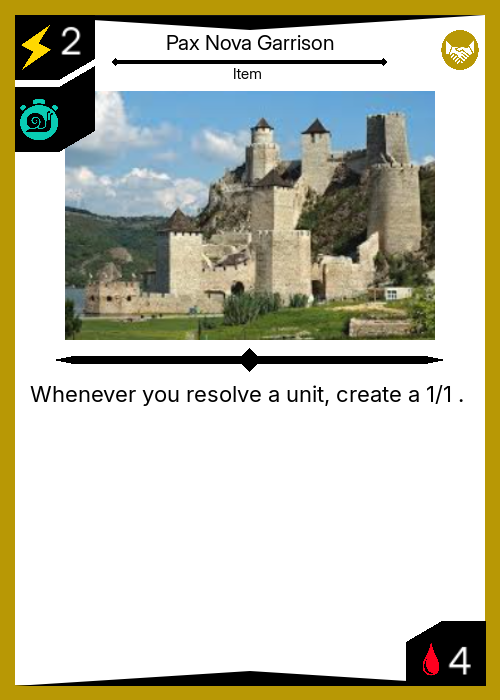 2
Pax Nova Garrison
Item
Whenever you resolve a unit, create a 1/1 .
4